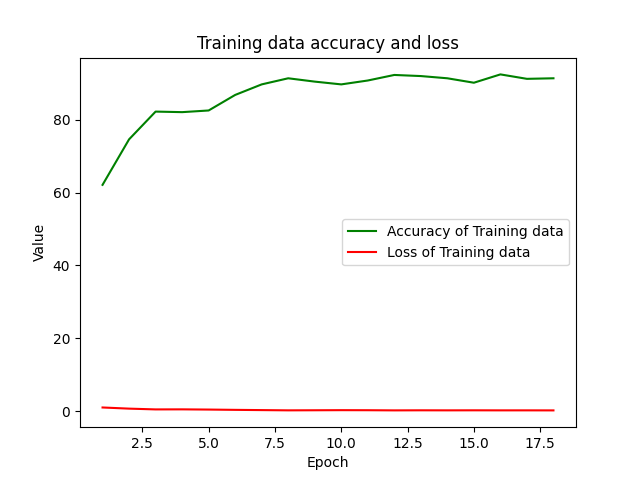 Training data accuracy and loss
Value
80
60
40
20
0
Accuracy of Training data
Loss of Training data
2.5 5.0 7.5 10.0 12.5 15.0 17.5
Epoch